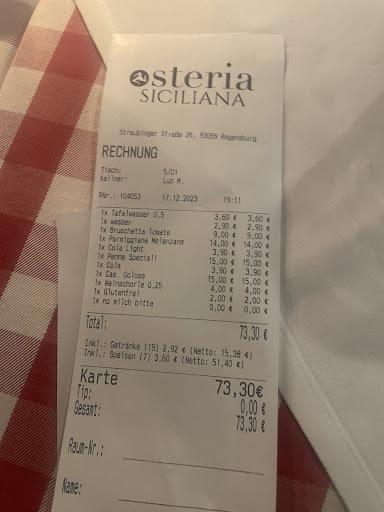 Osteria
SICILIANA
Straubinger Straße 26, 93055 Regensburg
RECHNUNG
Tisch: 5/01
Kellner: Luz M.
RNr.: 104053 17.12.2023 19:11
1x Tafelwasser 0,5 3,60 € 3,60 €
1x wasser 2,90 € 2,90 €
1x Bruschetta Tomate 9,00 € 9,00 €
1x Parmiggiana Melanzane 14,00 € 14,00 €
1x Cola Light 3,90 € 3,90 €
1x Penne Speciali 15,00 € 15,00 €
1x Cola 3,90 € 3,90 €
1x Cas. Golose 15,00 € 15,00 €
1x Weinschorle 0,25 4,00 € 4,00 €
1x Glutenfrei 2,00 € 2,00 €
1x no milch bitte 0,00 € 0,00 €
Total: 73,30 €
Inkl.: Getränke (19) 2,92 € (Netto: 15,38 €)
Inkl.: Speisen (7) 3,60 € (Netto: 51,40 €)
Karte 73,30€
Tip: 0,00 €
Gesamt: 73,30 €
Raum-Nr.:
Name: